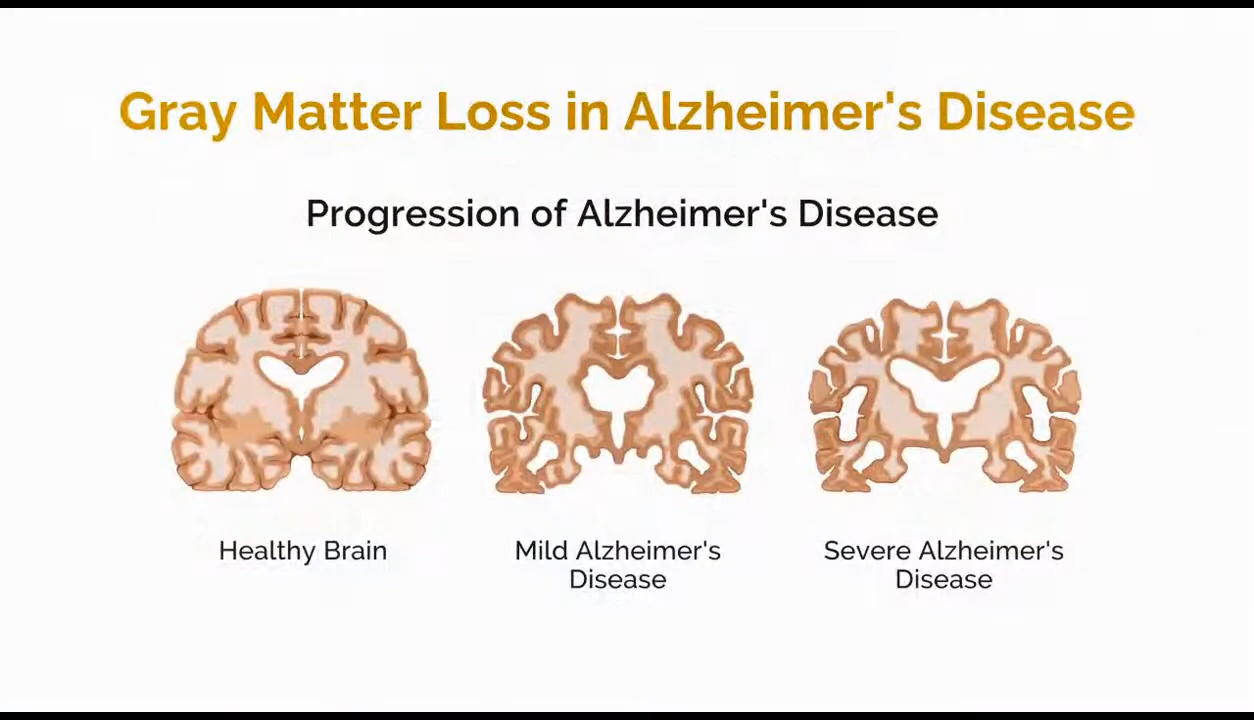 Gray Matter Loss in Alzheimer's Disease
Progression of Alzheimer's Disease
Healthy Brain
Mild Alzheimer's
Disease
Severe Alzheimer's
Disease